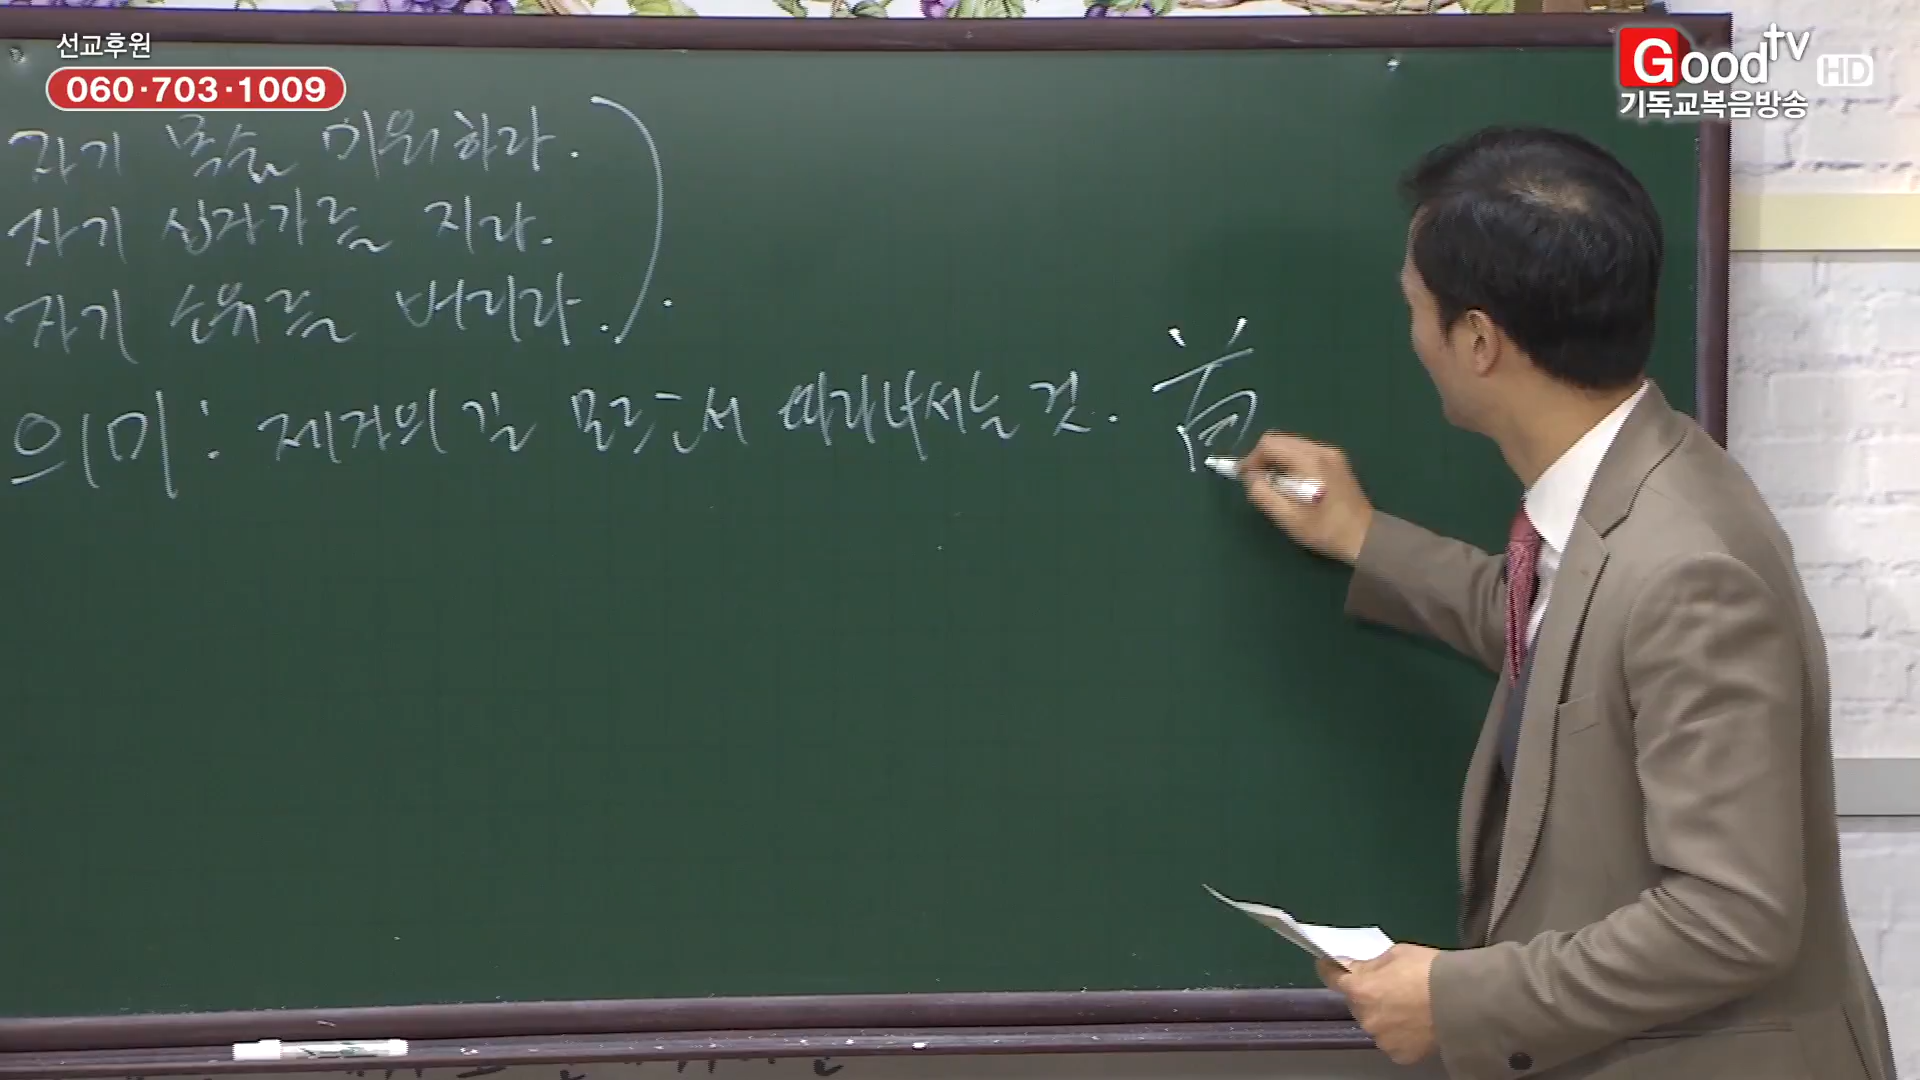 선교후원
060·703·1009
Goodtv HD
기독교복음방송
자기 목숨 미워하라.
자기 십자가를 지라.
자기 소유를 버리라.
의미: 제자의 길 모르면서 따라나서는 것.